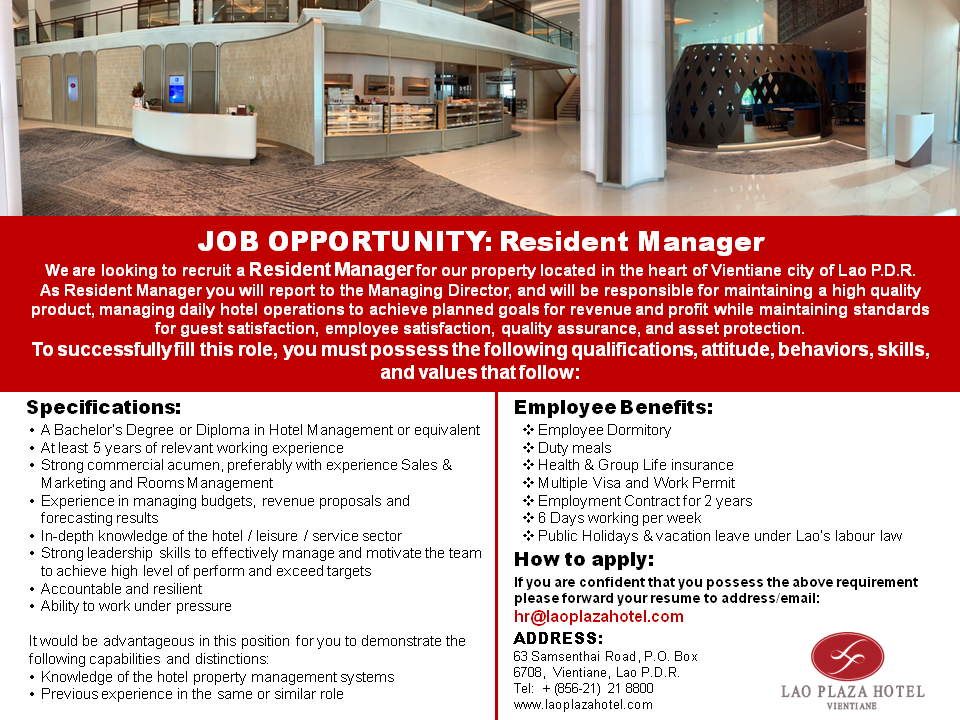 JOB OPPORTUNITY: Resident Manager
We are looking to recruit a Resident Manager for our property located in the heart of Vientiane city of Lao P.D.R.
As Resident Manager you will report to the Managing Director, and will be responsible for maintaining a high quality
product, managing daily hotel operations to achieve planned goals for revenue and profit while maintaining standards
for guest satisfaction, employee satisfaction, quality assurance, and asset protection.
To successfully fill this role, you must possess the following qualifications, attitude, behaviors, skills,
and values that follow:
Specifications:
• A Bachelor's Degree or Diploma in Hotel Management or equivalent
• At least 5 years of relevant working experience
• Strong commercial acumen, preferably with experience Sales &
Marketing and Rooms Management
• Experience in managing budgets, revenue proposals and
forecasting results
• In-depth knowledge of the hotel / leisure / service sector
• Strong leadership skills to effectively manage and motivate the team
to achieve high level of perform and exceed targets
• Accountable and resilient
• Ability to work under pressure
It would be advantageous in this position for you to demonstrate the
following capabilities and distinctions:
• Knowledge of the hotel property management systems
• Previous experience in the same or similar role
Employee Benefits:
❖ Employee Dormitory
❖ Duty meals
❖ Health & Group Life insurance
❖ Multiple Visa and Work Permit
❖ Employment Contract for 2 years
❖ 6 Days working per week
❖ Public Holidays & vacation leave under Lao's labour law
How to apply:
If you are confident that you possess the above requirement
please forward your resume to address/email:
hr@laoplazahotel.com
ADDRESS:
63 Samsenthai Road, P.O. Box
6708, Vientiane, Lao P.D.R.
Tel: + (856-21) 21 8800
www.laoplazahotel.com
LAO PLAZA HOTEL
VIENTIANE